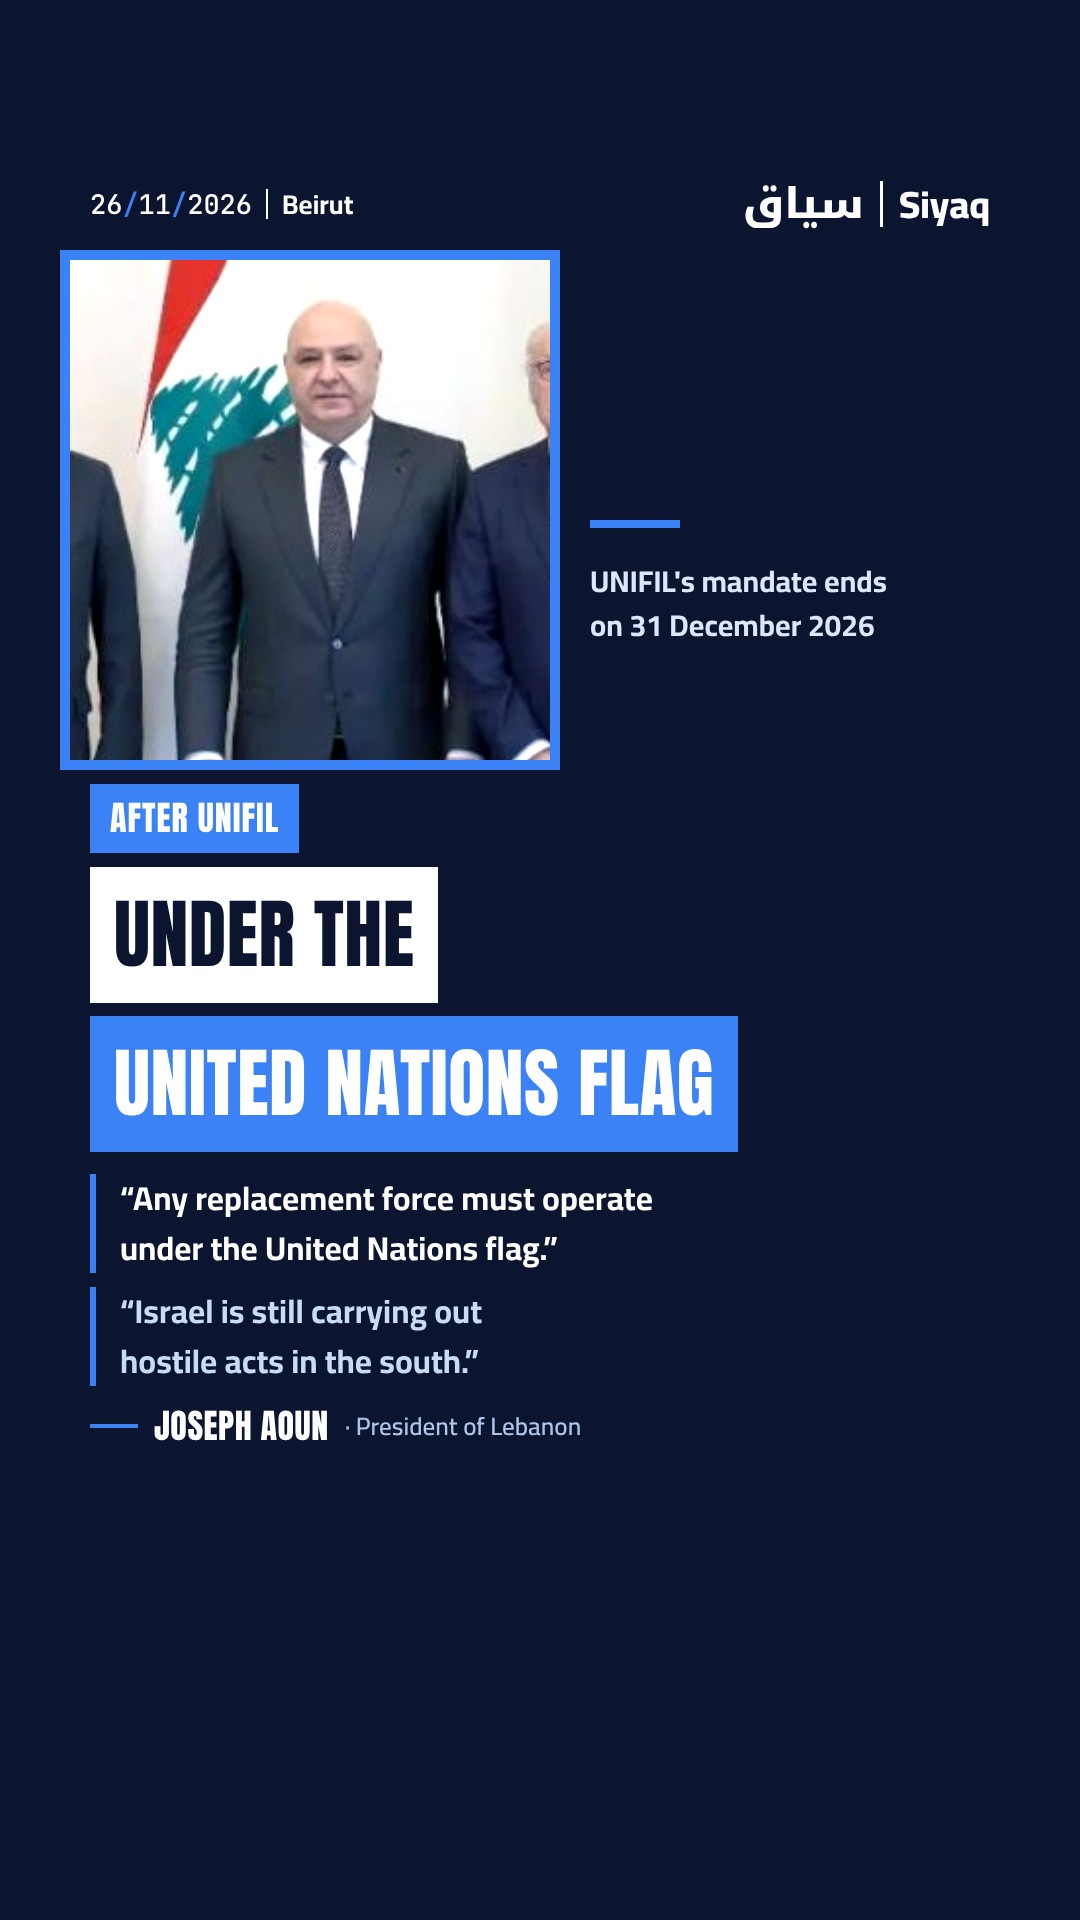 26/11/2026 | Beirut
سياق | Siyaq
UNIFIL's mandate ends
on 31 December 2026
AFTER UNIFIL
UNDER THE
UNITED NATIONS FLAG
“Any replacement force must operate
under the United Nations flag.”
“Israel is still carrying out
hostile acts in the south.”
JOSEPH AOUN · President of Lebanon